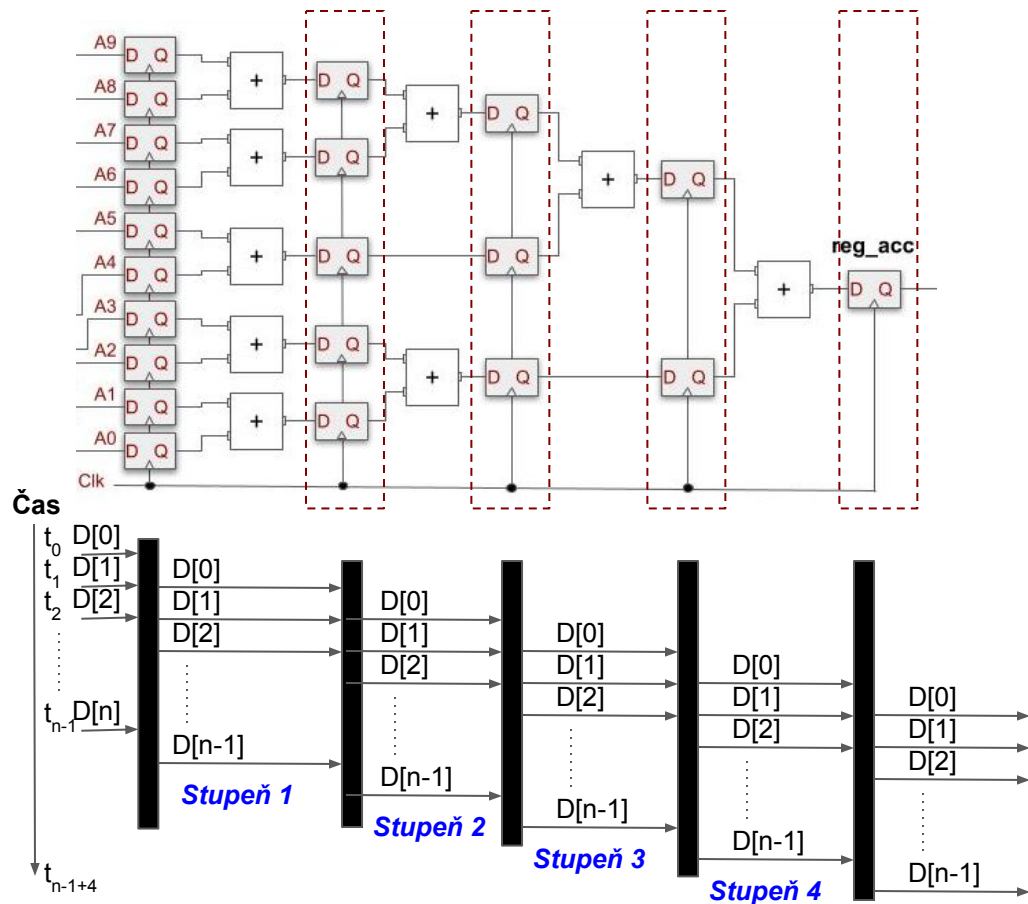 A9 D Q
+
D Q
A8 D Q
+
D Q
A7 D Q
+
D Q
+
D Q
A6 D Q
D Q
A5 D Q
reg_acc
A4 D Q
+
D Q
D Q
+
D Q
A3 D Q
+
D Q
A2 D Q
+
D Q
D Q
A1 D Q
+
D Q
A0 D Q
Clk
Čas
t0 D[0]
t1 D[1] D[0]
t2 D[2] D[1] D[0]
D[2] D[1] D[0]
D[2] D[1] D[0]
tn-1 D[n] D[2] D[1] D[0]
D[n-1] D[2] D[1]
Stupeň 1 D[n-1] D[2]
Stupeň 2 D[n-1]
Stupeň 3 D[n-1]
tn-1+4 Stupeň 4 D[n-1]